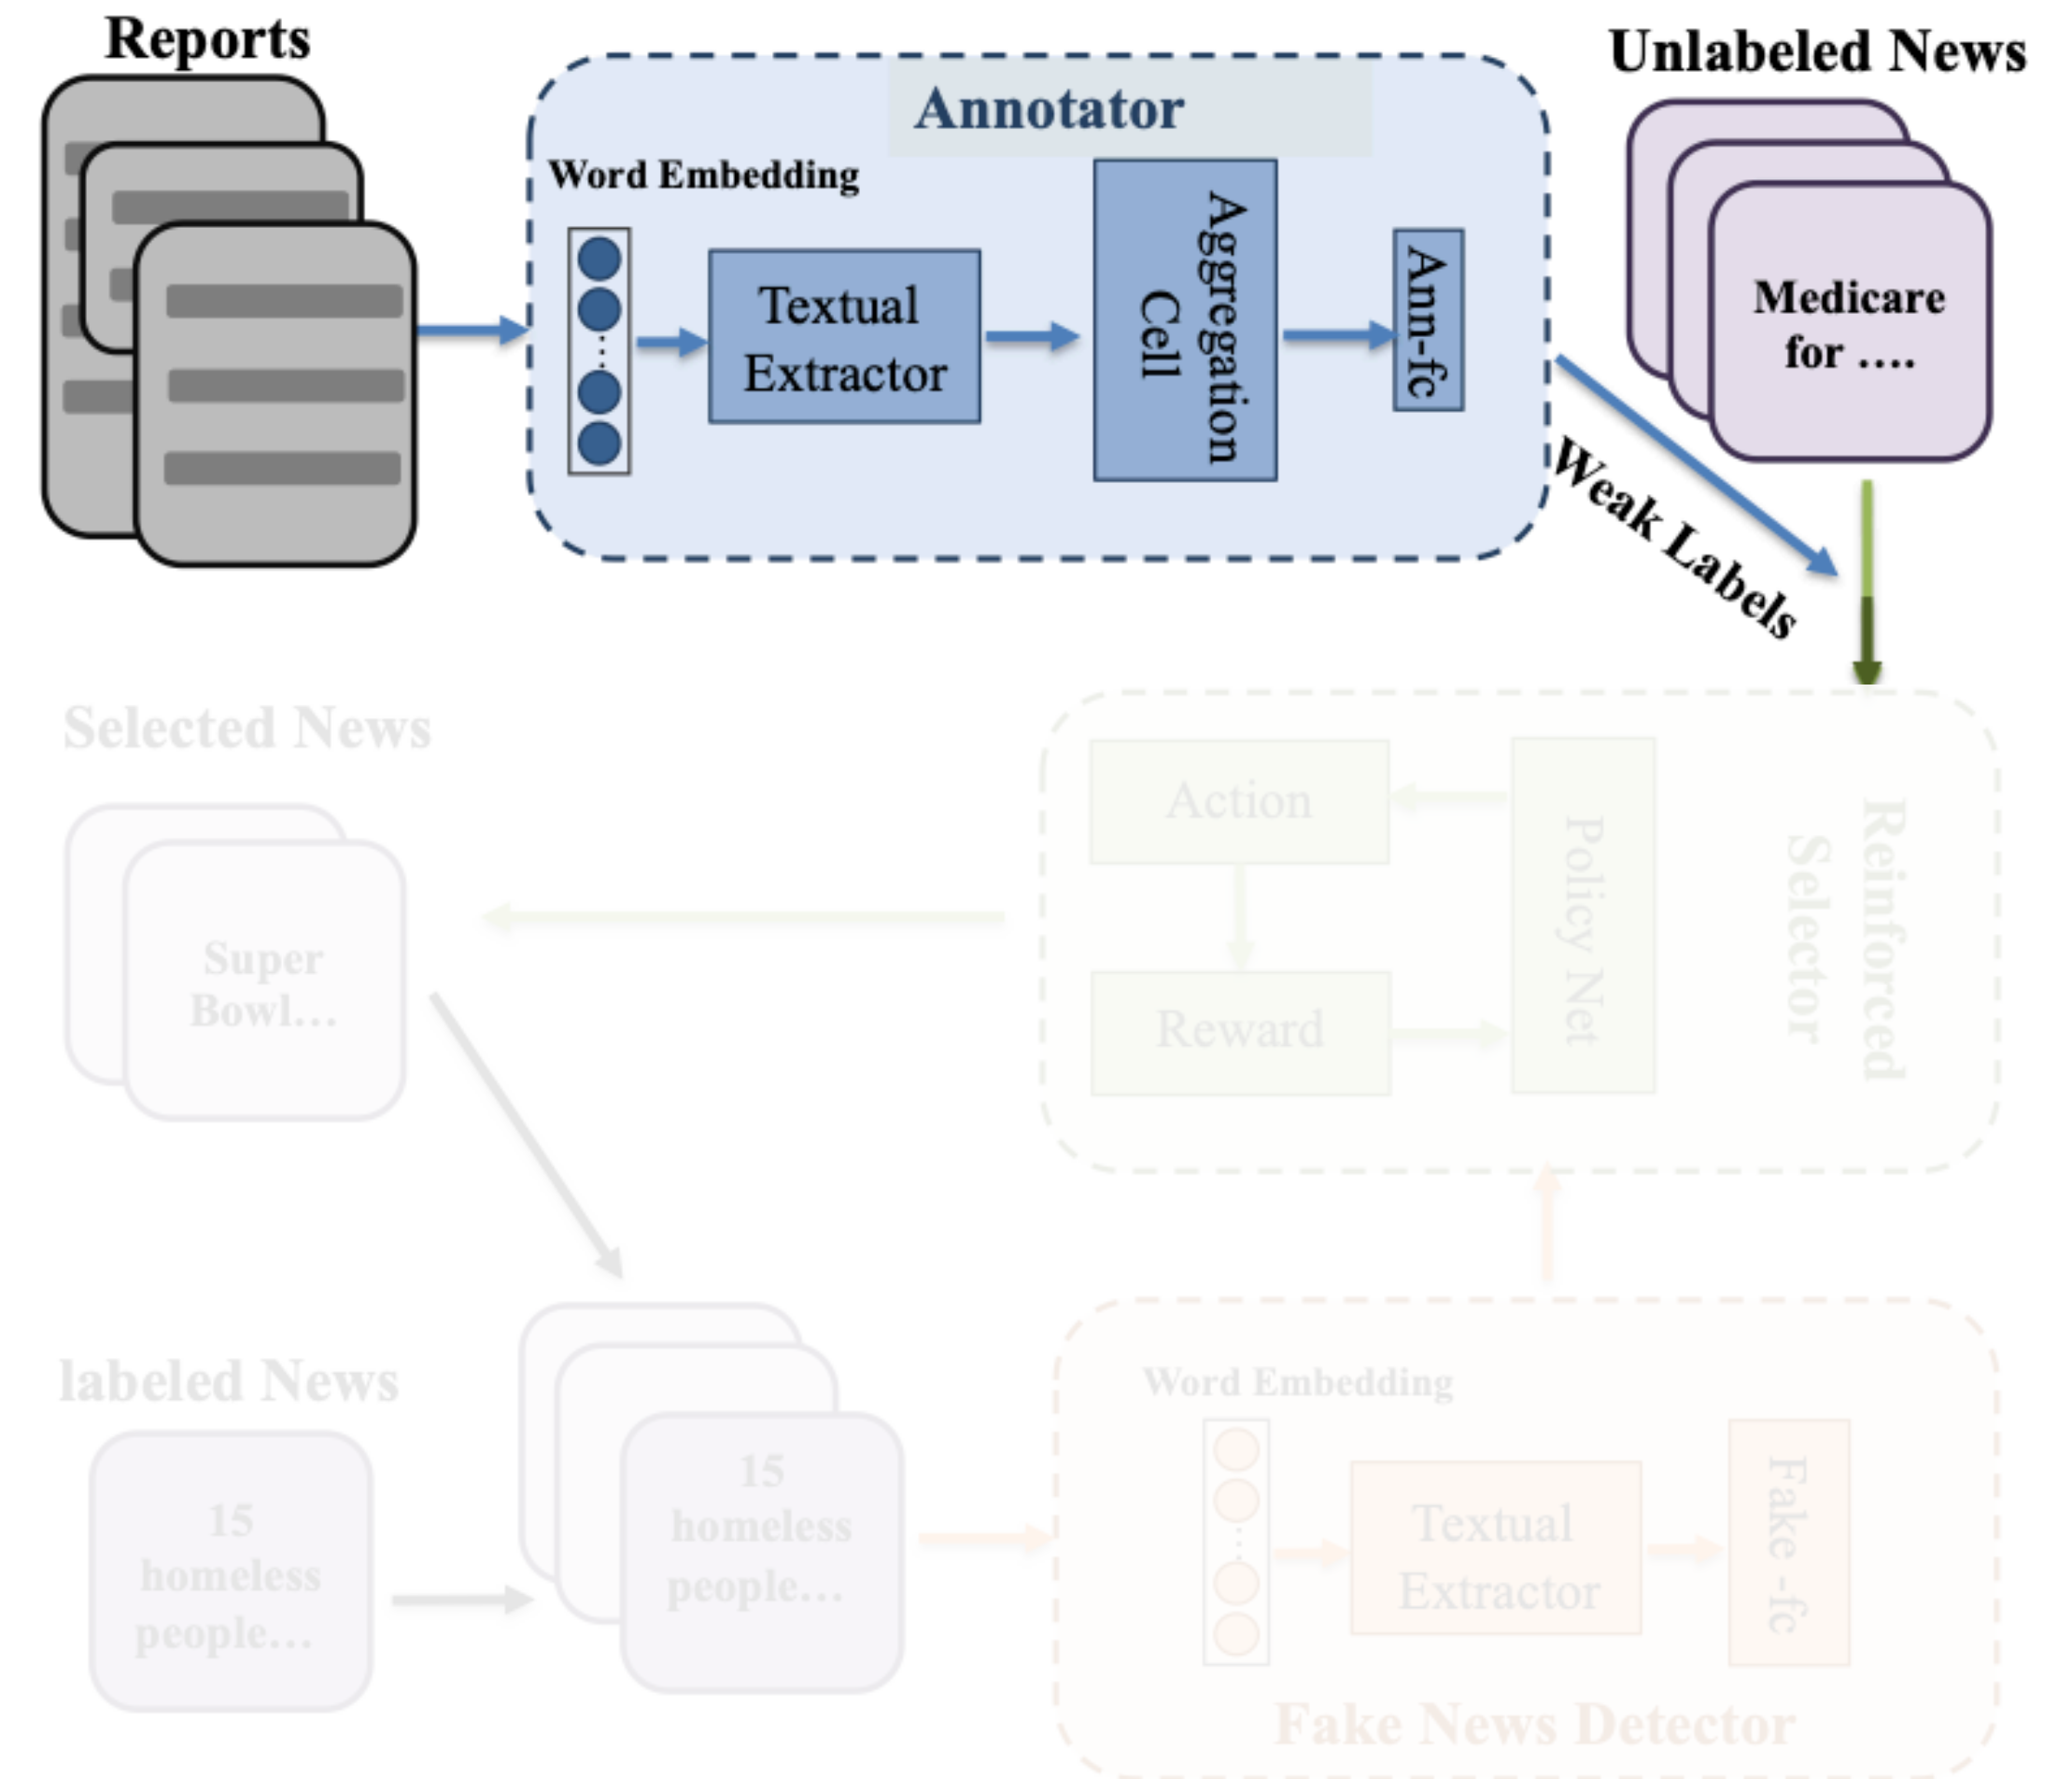 Reports
Annotator
Unlabeled News
Word Embedding
Textual
Extractor
Aggregation
Cell
Ann-fc
Medicare
for ....
Weak Labels
Selected News
Super
Bowl...
Action
Reward
Policy Net
Reinforced
Selector
labeled News
15
homeless
people...
15
homeless
people...
Word Embedding
Textual
Extractor
Fake -fc
Fake News Detector